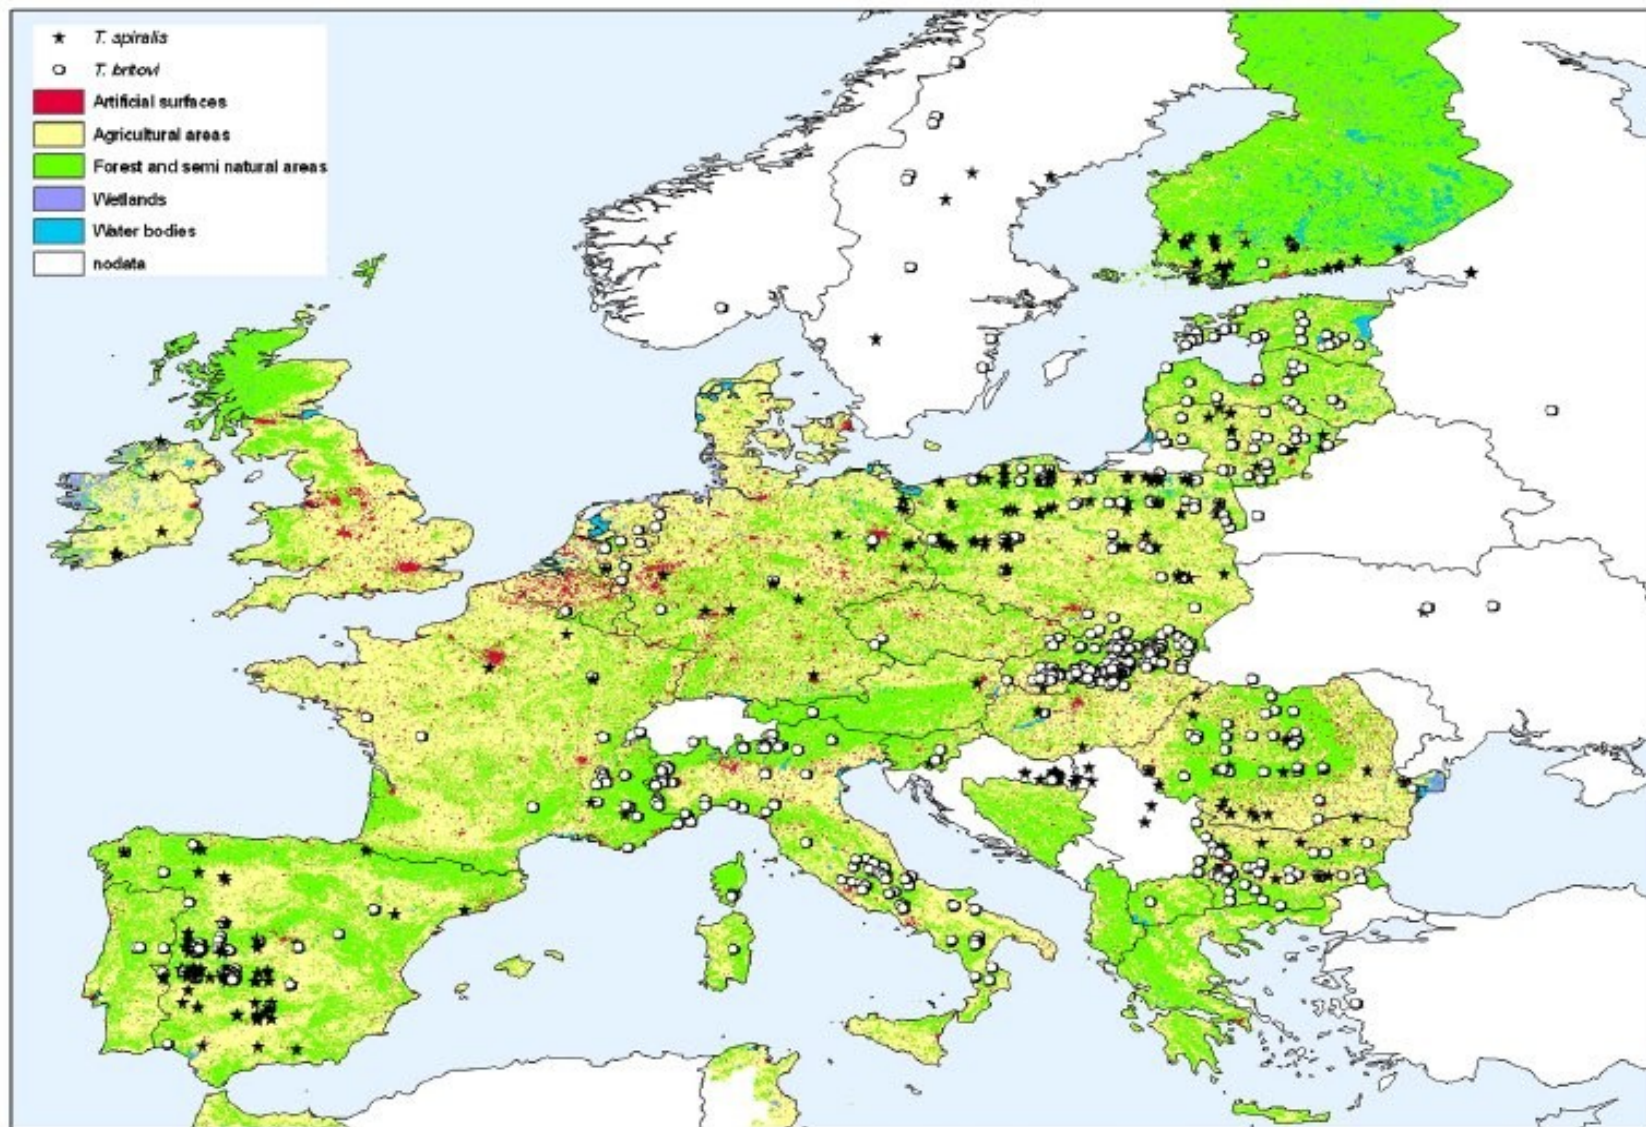 T. spiralis
T. britovi
Artificial surfaces
Agricultural areas
Forest and semi natural areas
Wetlands
Water bodies
nodata